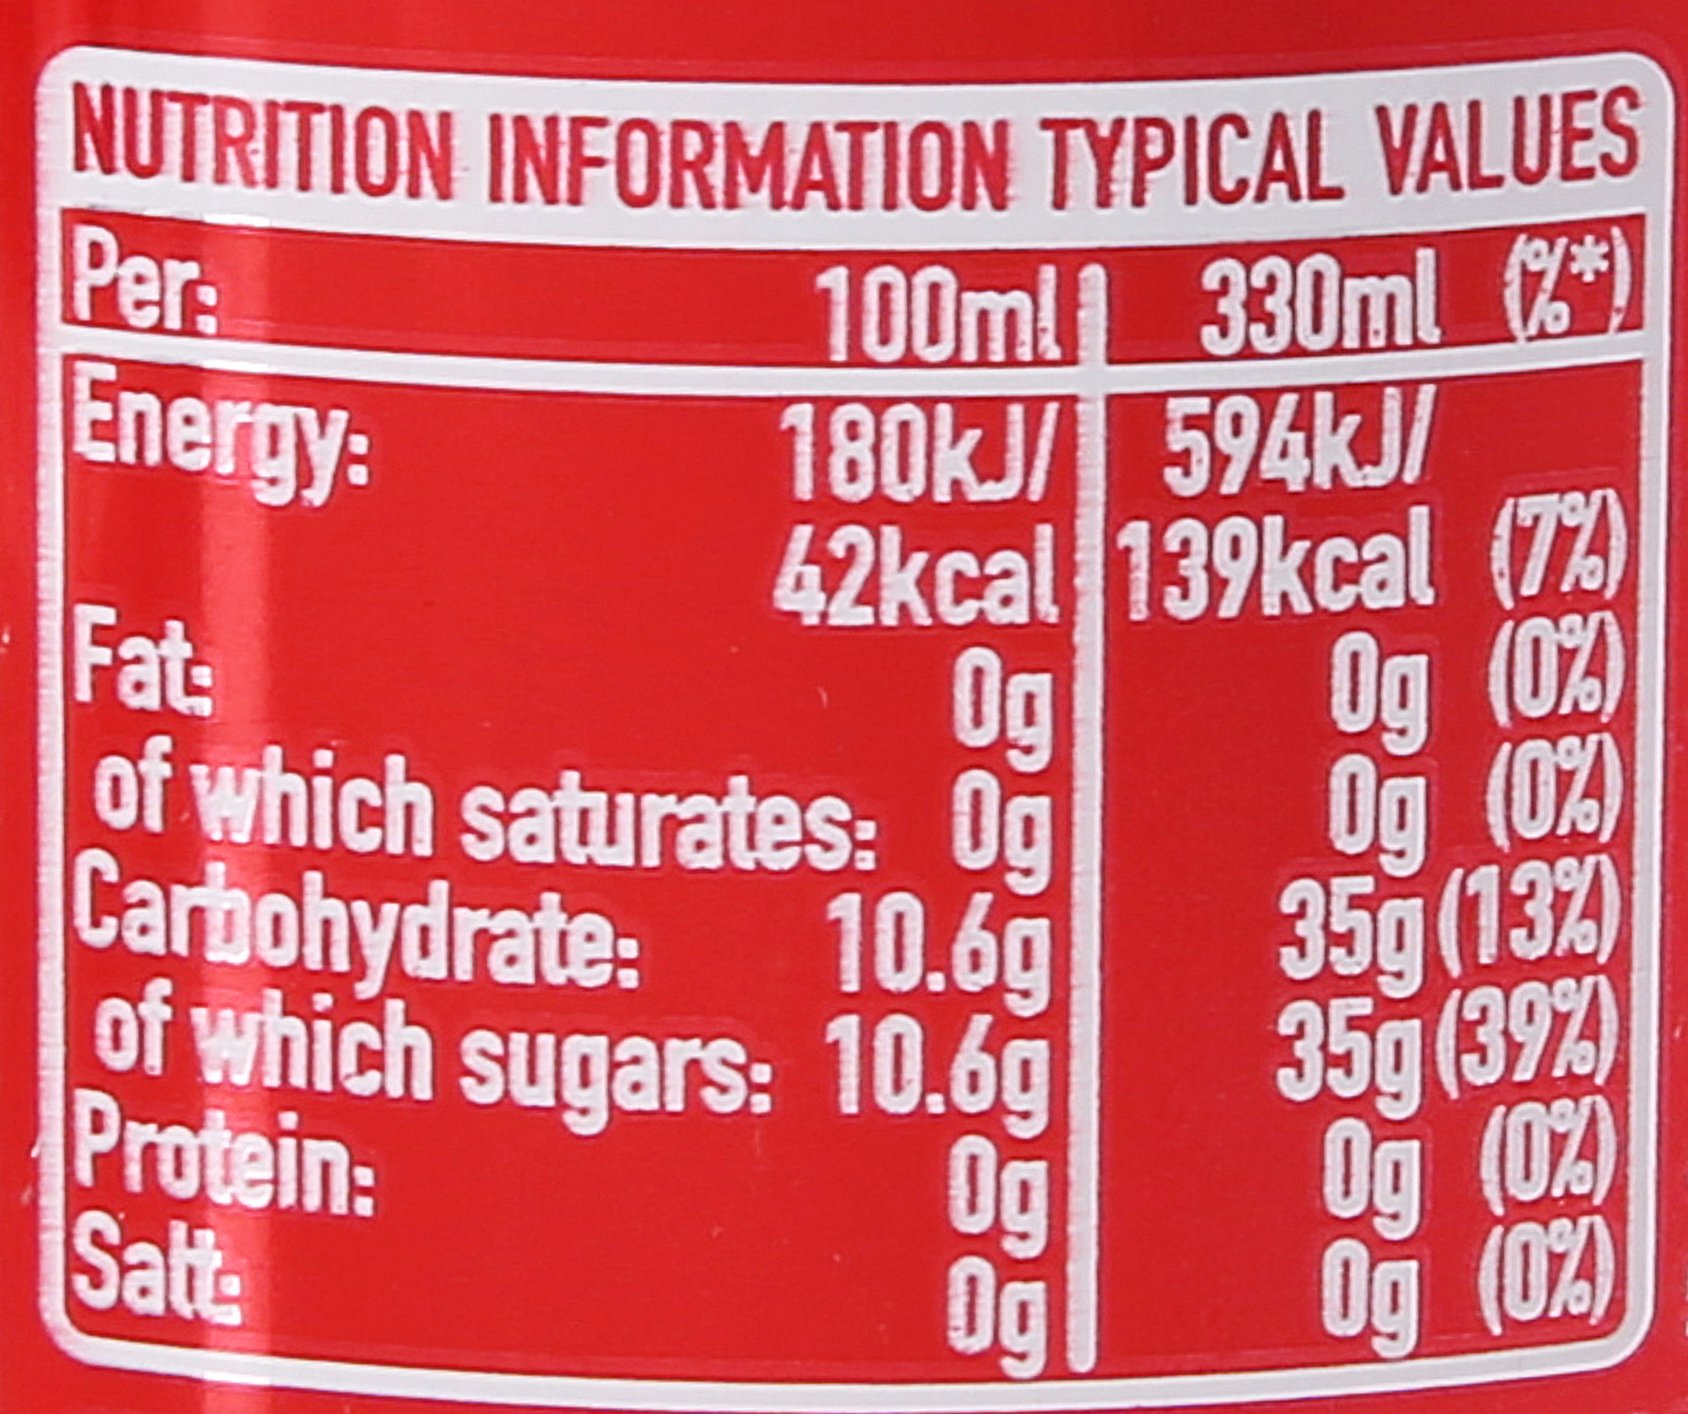 NUTRITION INFORMATION TYPICAL VALUES
Per: 100ml 330ml (%*)
Energy: 180kJ/ 594kJ/
42kcal 139kcal (7%)
Fat: 0g 0g (0%)
of which saturates: 0g 0g (0%)
Carbohydrate: 10.6g 35g (13%)
of which sugars: 10.6g 35g (39%)
Protein: 0g 0g (0%)
Salt: 0g 0g (0%)